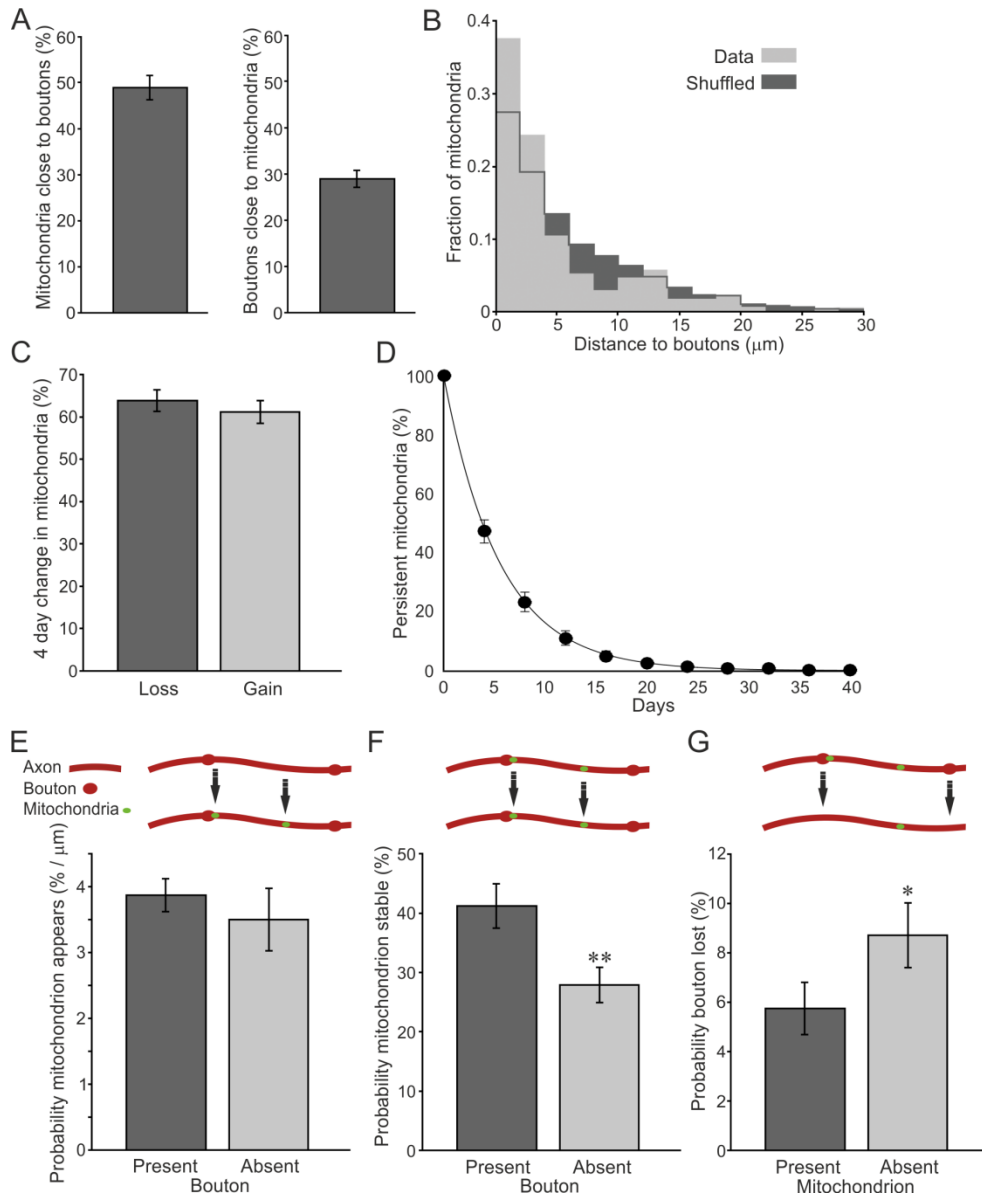 A
Mitochondria close to boutons (%)
60
50
40
30
20
10
0
Boutons close to mitochondria (%)
60
50
40
30
20
10
0
B
Fraction of mitochondria
0.4
0.3
0.2
0.1
0
Data
Shuffled
0 5 10 15 20 25 30
Distance to boutons (μm)
C
4 day change in mitochondria (%)
70
60
50
40
30
20
10
0
Loss Gain
D
Persistent mitochondria (%)
100
80
60
40
20
0
0 5 10 15 20 25 30 35 40
Days
E
Axon
Bouton
Mitochondria
Probability mitochondrion appears (% / μm)
4
3
2
1
0
Present Absent
Bouton
F
Probability mitochondrion stable (%)
50
40
30
20
10
0
**
Present Absent
Bouton
G
Probability bouton lost (%)
12
10
8
6
4
2
0
*
Present Absent
Mitochondrion